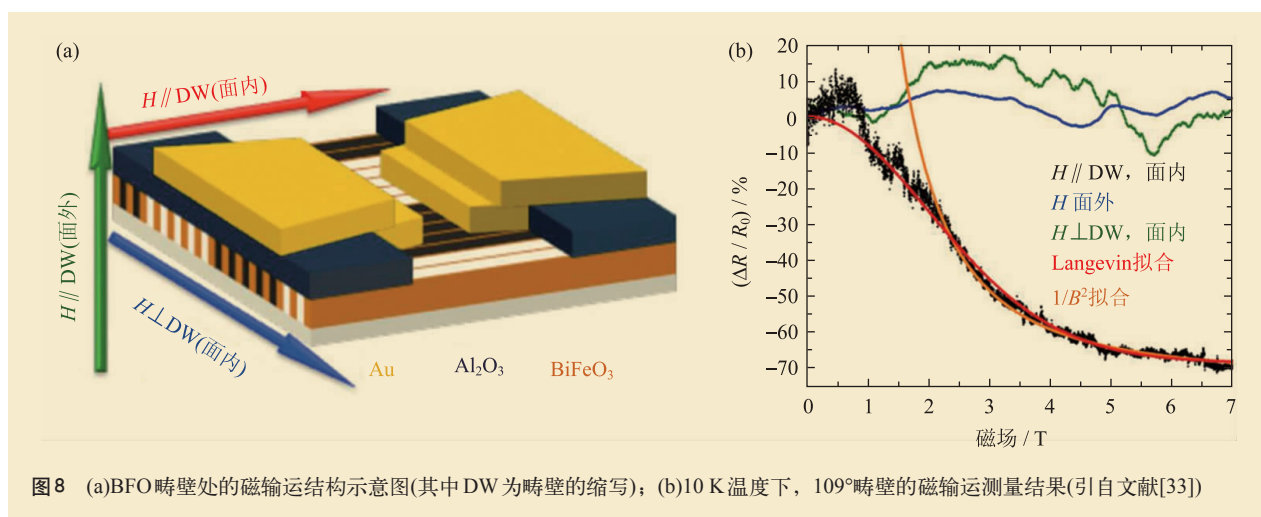 (a)
H∥DW(面内)
H∥DW(面外)
H⊥DW(面内)
Au Al₂O₃ BiFeO₃
(b)
20
10
0
−10
−20
−30
−40
−50
−60
−70
(ΔR / R₀) / %
H∥DW，面内
H 面外
H⊥DW，面内
Langevin拟合
1/B²拟合
0 1 2 3 4 5 6 7
磁场 / T
图8 (a)BFO畴壁处的磁输运结构示意图(其中DW为畴壁的缩写)；(b)10 K温度下，109°畴壁的磁输运测量结果(引自文献[33])